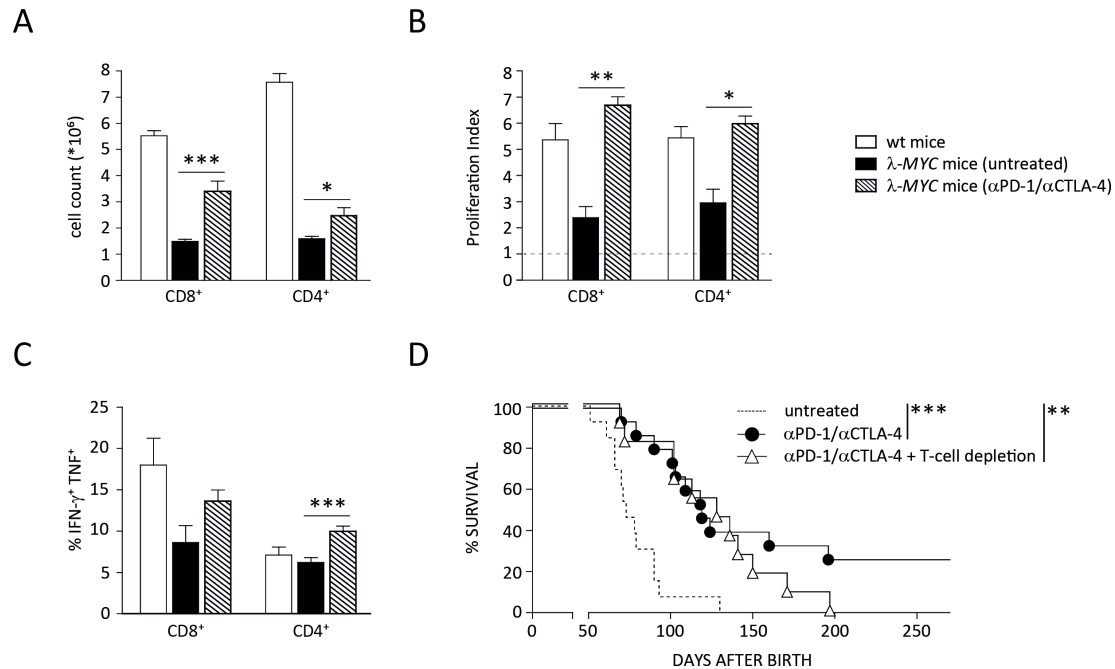 A
cell count (*10⁶)
8
7
6
5
4
3
2
1
0
***
*
CD8⁺
CD4⁺
B
Proliferation Index
8
7
6
5
4
3
2
1
0
**
*
CD8⁺
CD4⁺
wt mice
λ-MYC mice (untreated)
λ-MYC mice (αPD-1/αCTLA-4)
C
% IFN-γ⁺ TNF⁺
25
20
15
10
5
0
***
CD8⁺
CD4⁺
D
% SURVIVAL
100
80
60
40
20
0
untreated
αPD-1/αCTLA-4
αPD-1/αCTLA-4 + T-cell depletion
***
**
0
50
100
150
200
250
DAYS AFTER BIRTH